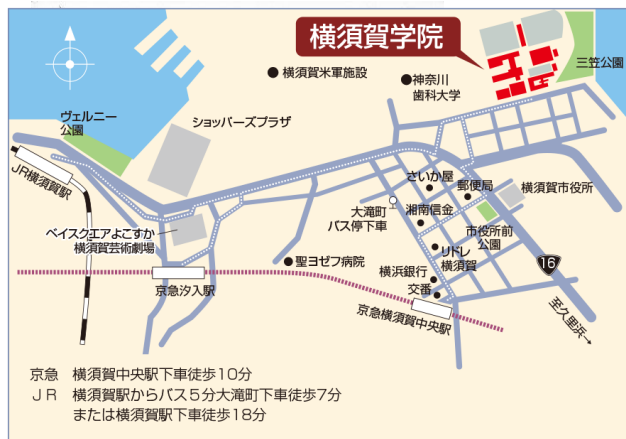 横須賀学院
三笠公園
横須賀米軍施設
神奈川
歯科大学
ヴェルニー
公園
ショッパーズプラザ
JR横須賀駅
さいか屋
郵便局
横須賀市役所
大滝町
バス停下車
湘南信金
市役所前
公園
ベイスクエアよこすか
横須賀芸術劇場
リドレ
横須賀
聖ヨゼフ病院
横浜銀行
16
京急汐入駅
交番
京急横須賀中央駅
至久里浜→
京急 横須賀中央駅下車徒歩10分
JR 横須賀駅からバス5分大滝町下車徒歩7分
または横須賀駅下車徒歩18分